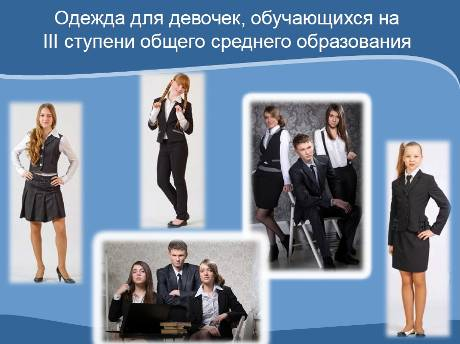 Одежда для девочек, обучающихся на
III ступени общего среднего образования